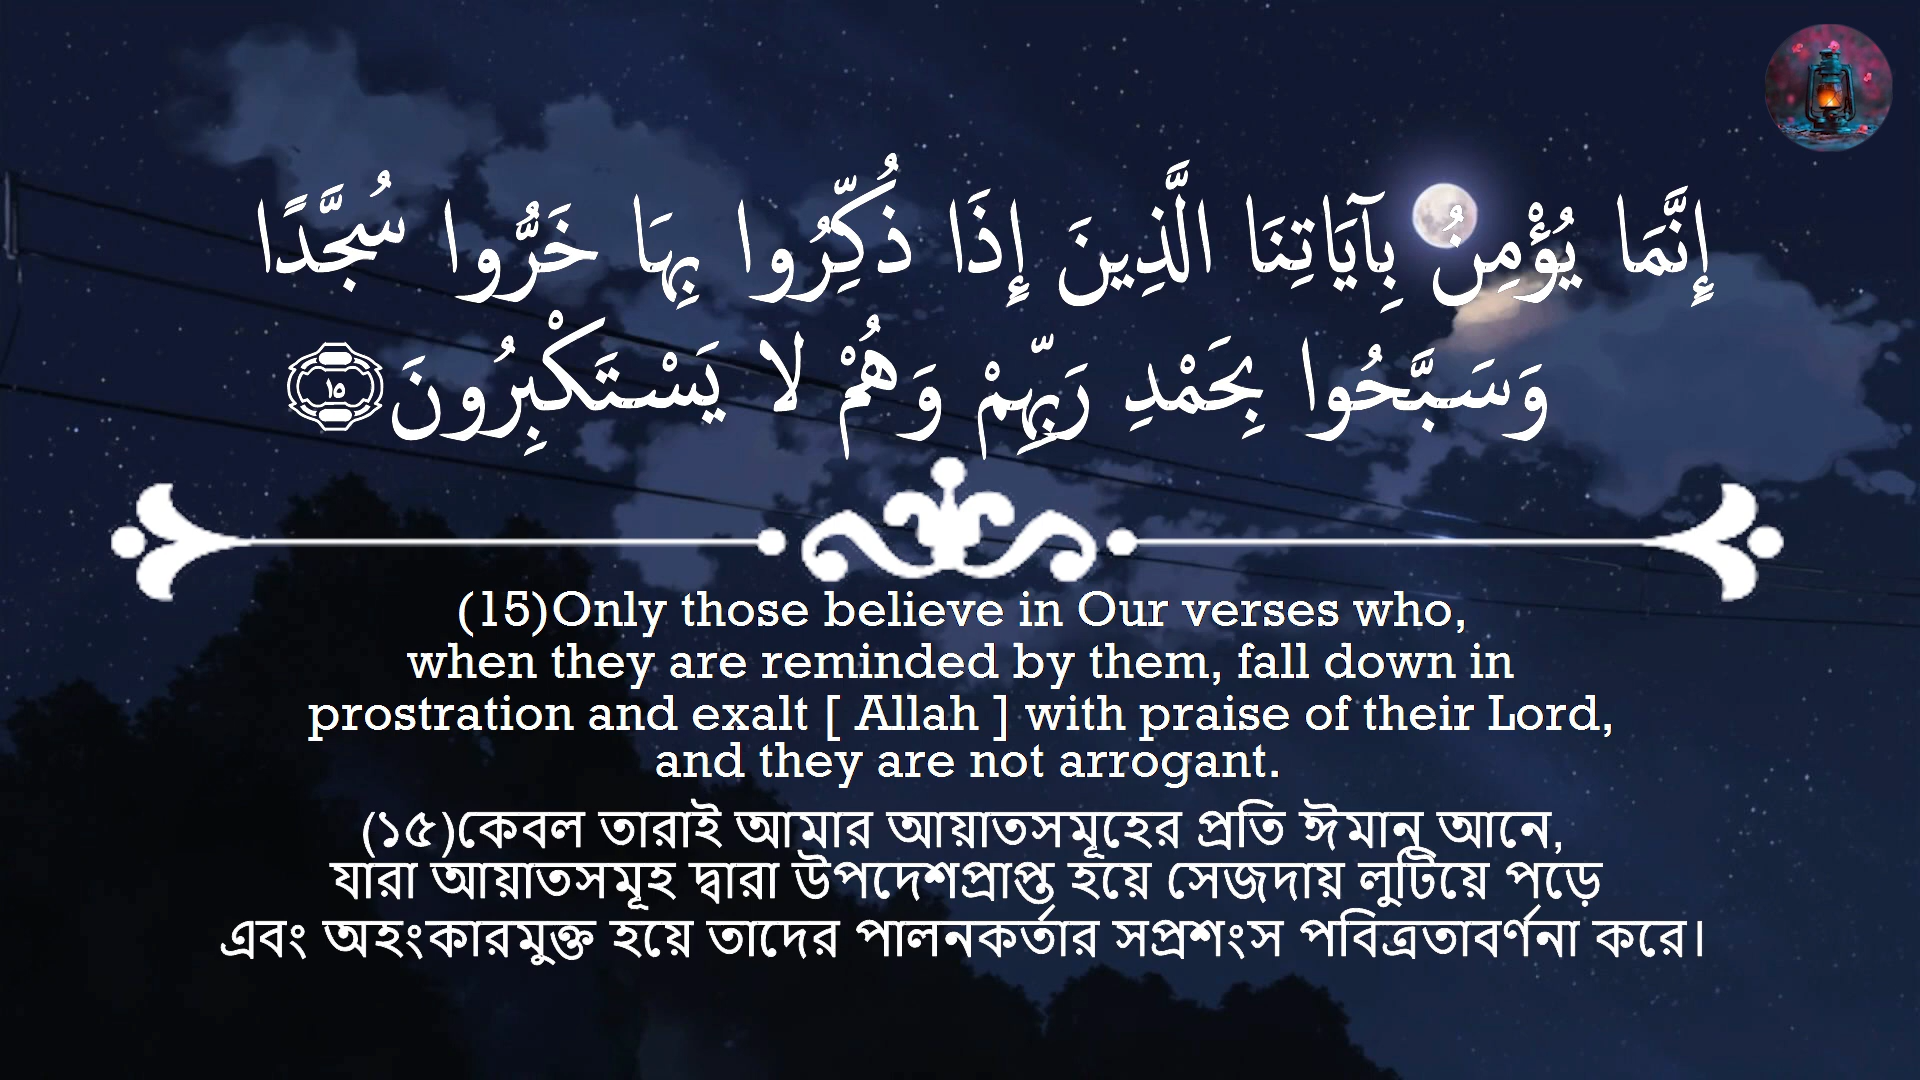 إِنَّمَا يُؤْمِنُ بِآيَاتِنَا الَّذِينَ إِذَا ذُكِّرُوا بِهَا خَرُّوا سُجَّدًا
وَسَبَّحُوا بِحَمْدِ رَبِّهِمْ وَهُمْ لَا يَسْتَكْبِرُونَ ١٥
(15)Only those believe in Our verses who,
when they are reminded by them, fall down in
prostration and exalt [ Allah ] with praise of their Lord,
and they are not arrogant.
(১৫)কেবল তারাই আমার আয়াতসমূহের প্রতি ঈমান আনে,
যারা আয়াতসমূহ দ্বারা উপদেশপ্রাপ্ত হয়ে সেজদায় লুটিয়ে পড়ে
এবং অহংকারমুক্ত হয়ে তাদের পালনকর্তার সপ্রশংস পবিত্রতাবর্ণনা করে।